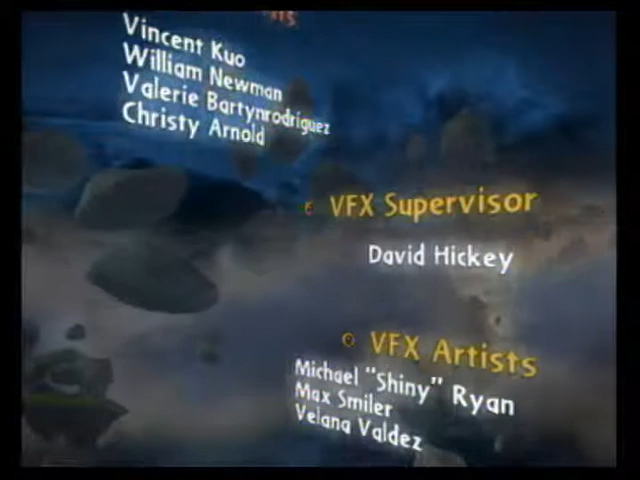 Vincent Kuo
William Newman
Valerie Bartynrodriguez
Christy Arnold
VFX Supervisor
David Hickey
VFX Artists
Michael "Shiny" Ryan
Max Smiler
Velana Valdez